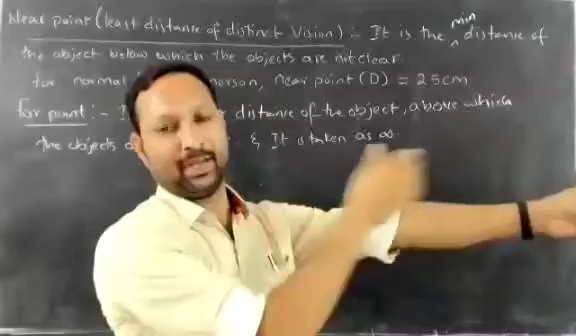 Near point (least distance of distinct Vision) :- It is the min distance of
the object below which the objects are not clear.
for normal person, near point (D) = 25cm
Far point :- I distance of the object, above which
the objects & It is taken as ∞.